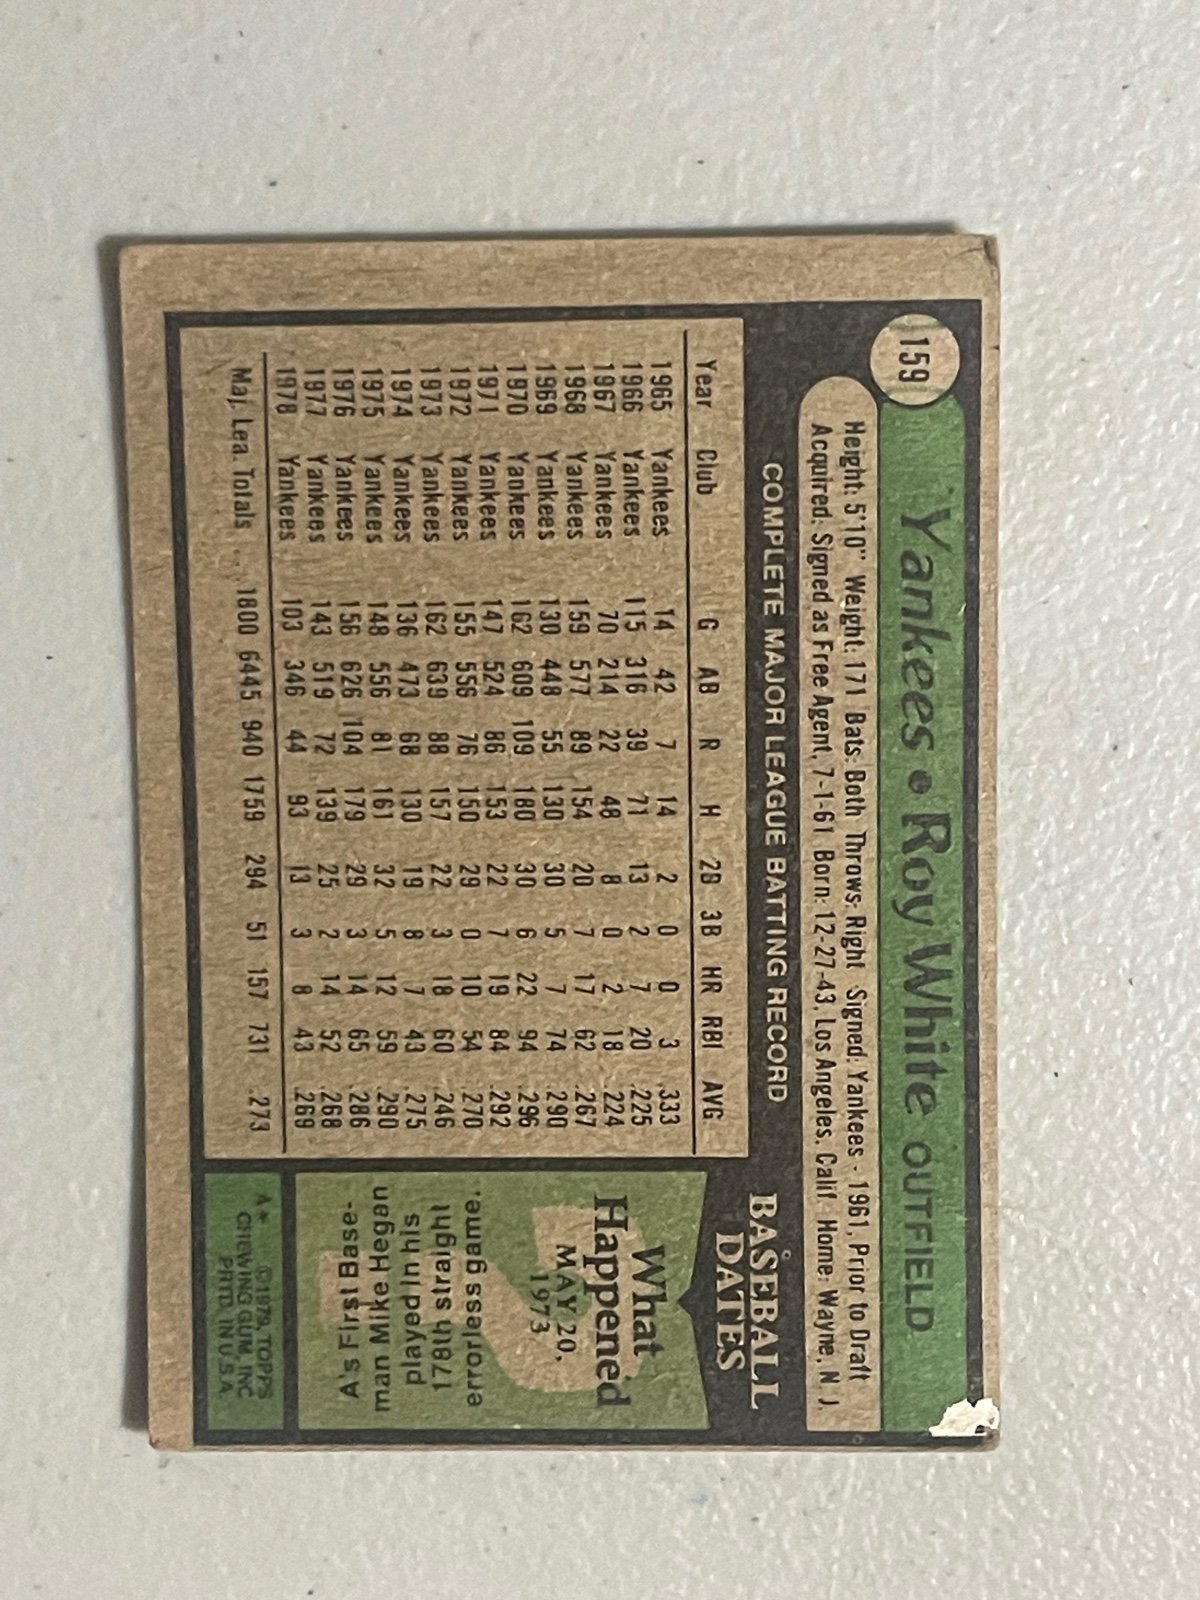 159
Yankees • Roy White OUTFIELD
Height: 5'10" Weight: 171 Bats: Both Throws: Right Signed: Yankees - 1961, Prior to Draft
Acquired: Signed as Free Agent, 7-1-61 Born: 12-27-43, Los Angeles, Calif. Home: Wayne, N. J.
COMPLETE MAJOR LEAGUE BATTING RECORD
Year Club G AB R H 2B 3B HR RBI AVG.
1965 Yankees 14 42 7 14 2 0 0 3 .333
1966 Yankees 115 316 39 71 13 2 7 20 .225
1967 Yankees 70 214 22 48 8 0 2 18 .224
1968 Yankees 159 577 89 154 20 7 17 62 .267
1969 Yankees 130 448 55 130 30 5 7 74 .290
1970 Yankees 162 609 109 180 30 6 22 94 .296
1971 Yankees 147 524 86 153 22 7 19 84 .292
1972 Yankees 155 556 76 150 29 0 10 54 .270
1973 Yankees 162 639 88 157 22 3 18 60 .246
1974 Yankees 136 473 68 130 19 8 7 43 .275
1975 Yankees 148 556 81 161 32 5 12 59 .290
1976 Yankees 156 626 104 179 29 3 14 65 .286
1977 Yankees 143 519 72 139 25 2 14 52 .268
1978 Yankees 103 346 44 93 13 3 8 43 .269
Maj. Lea. Totals .... 1800 6445 940 1759 294 51 157 731 .273
BASEBALL
DATES
What
Happened
MAY 20,
1973
A's First Base-
man Mike Hegan
played in his
178th straight
errorless game.
A* ©1979, TOPPS
CHEWING GUM, INC.
PRTD. IN U.S.A.